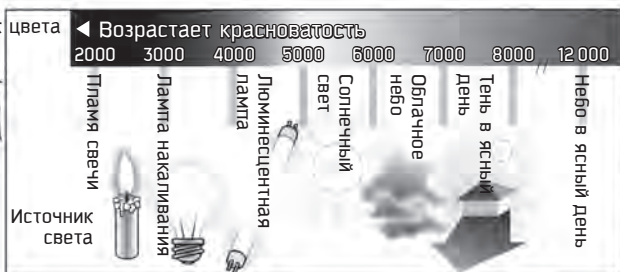 цвета
◄ Возрастает красноватость
2000 3000 4000 5000 6000 7000 8000 12 000
Пламя свечи
Лампа накаливания
Люминесцентная
лампа
Солнечный
свет
Облачное
небо
Тень в ясный
день
Небо в ясный день
Источник
света